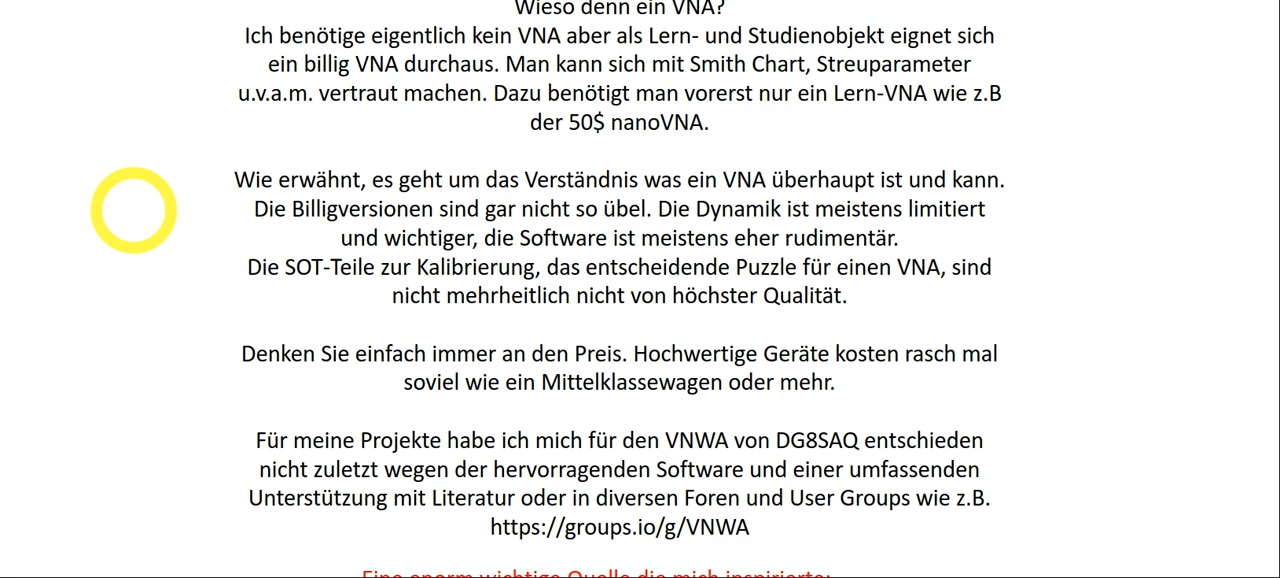 Wieso denn ein VNA?
Ich benötige eigentlich kein VNA aber als Lern- und Studienobjekt eignet sich
ein billig VNA durchaus. Man kann sich mit Smith Chart, Streuparameter
u.v.a.m. vertraut machen. Dazu benötigt man vorerst nur ein Lern-VNA wie z.B
der 50$ nanoVNA.
Wie erwähnt, es geht um das Verständnis was ein VNA überhaupt ist und kann.
Die Billigversionen sind gar nicht so übel. Die Dynamik ist meistens limitiert
und wichtiger, die Software ist meistens eher rudimentär.
Die SOT-Teile zur Kalibrierung, das entscheidende Puzzle für einen VNA, sind
nicht mehrheitlich nicht von höchster Qualität.
Denken Sie einfach immer an den Preis. Hochwertige Geräte kosten rasch mal
soviel wie ein Mittelklassewagen oder mehr.
Für meine Projekte habe ich mich für den VNWA von DG8SAQ entschieden
nicht zuletzt wegen der hervorragenden Software und einer umfassenden
Unterstützung mit Literatur oder in diversen Foren und User Groups wie z.B.
https://groups.io/g/VNWA
Eine enorm wichtige Quelle die mich inspirierte: